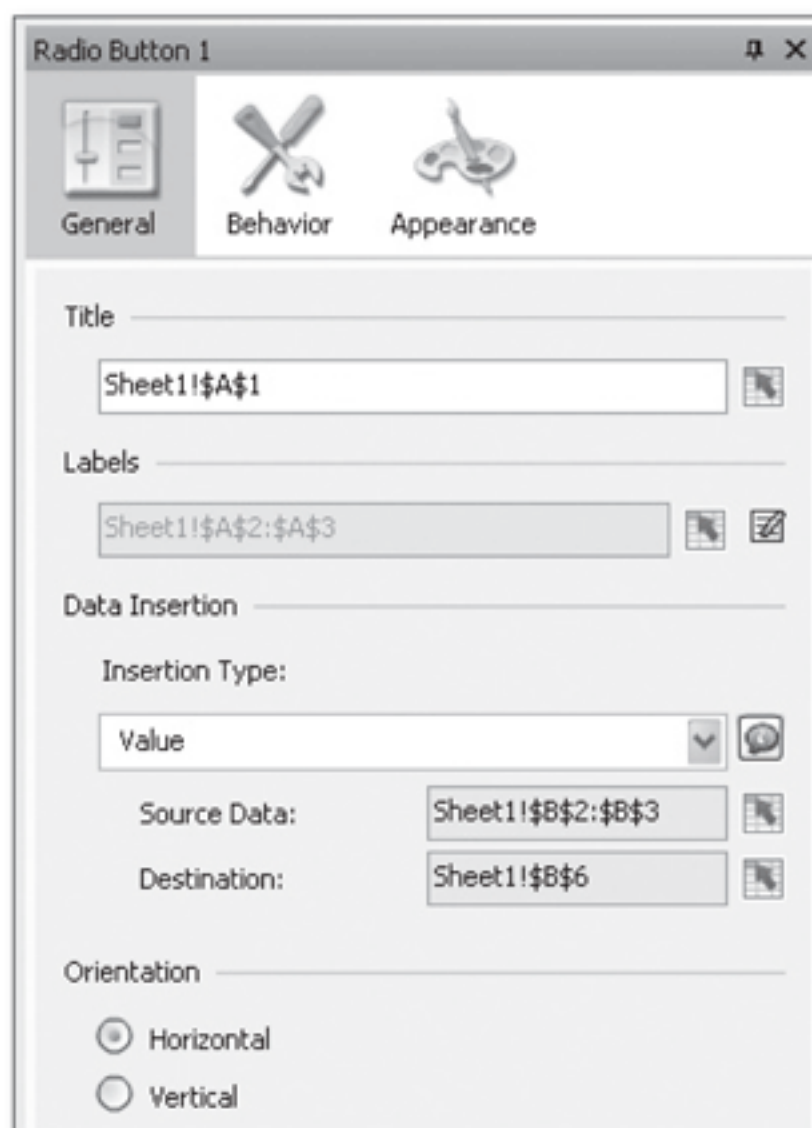 Radio Button 1
General Behavior Appearance
Title
Sheet1!$A$1
Labels
Sheet1!$A$2:$A$3
Data Insertion
Insertion Type:
Value
Source Data: Sheet1!$B$2:$B$3
Destination: Sheet1!$B$6
Orientation
Horizontal
Vertical